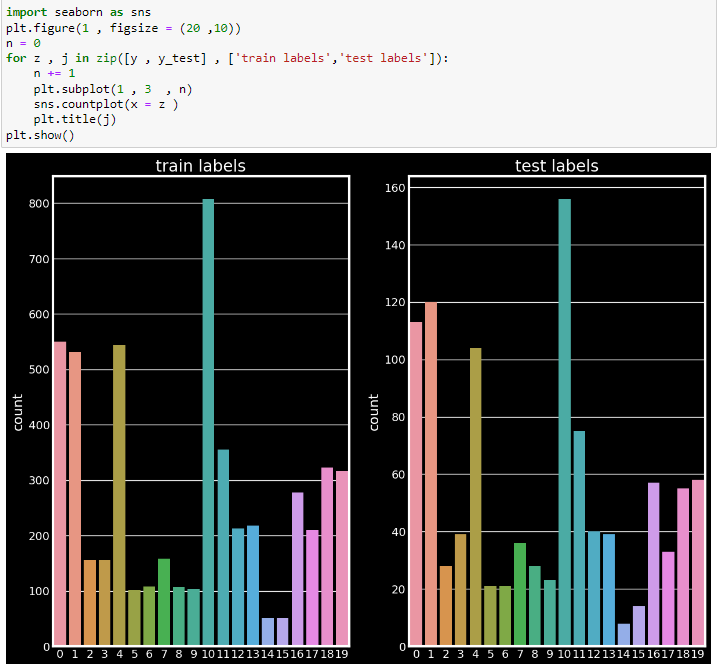 import seaborn as sns
plt.figure(1 , figsize = (20 ,10))
n = 0
for z , j in zip([y , y_test] , ['train labels','test labels']):
    n += 1
    plt.subplot(1 , 3  , n)
    sns.countplot(x = z )
    plt.title(j)
plt.show()
train labels
800
700
600
500
400
300
200
100
0
count
0 1 2 3 4 5 6 7 8 9 10 11 12 13 14 15 16 17 18 19
test labels
160
140
120
100
80
60
40
20
0
count
0 1 2 3 4 5 6 7 8 9 10 11 12 13 14 15 16 17 18 19